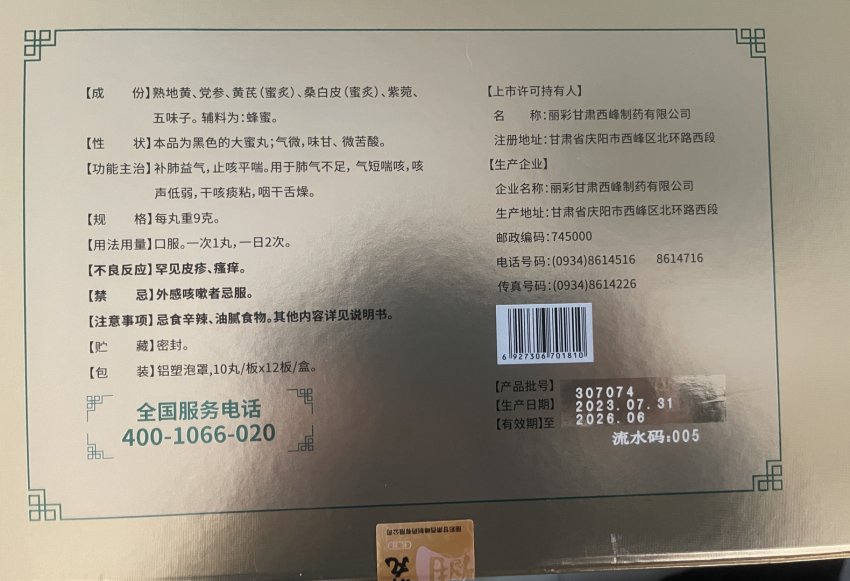 【成　　份】熟地黄、党参、黄芪（蜜炙）、桑白皮（蜜炙）、紫菀、
五味子。辅料为：蜂蜜。
【性　　状】本品为黑色的大蜜丸；气微，味甘、微苦酸。
【功能主治】补肺益气，止咳平喘。用于肺气不足，气短喘咳，咳
声低弱，干咳痰粘，咽干舌燥。
【规　　格】每丸重9克。
【用法用量】口服。一次1丸，一日2次。
【不良反应】罕见皮疹、瘙痒。
【禁　　忌】外感咳嗽者忌服。
【注意事项】忌食辛辣、油腻食物。其他内容详见说明书。
【贮　　藏】密封。
【包　　装】铝塑泡罩，10丸/板x12板/盒。
全国服务电话
400-1066-020
【上市许可持有人】
名　　称：丽彩甘肃西峰制药有限公司
注册地址：甘肃省庆阳市西峰区北环路西段
【生产企业】
企业名称：丽彩甘肃西峰制药有限公司
生产地址：甘肃省庆阳市西峰区北环路西段
邮政编码：745000
电话号码：(0934)8614516　8614716
传真号码：(0934)8614226
6 927306 701810
【产品批号】 307074
【生产日期】 2023.07.31
【有效期】至 2026.06
流水码:005
丽彩甘肃西峰制药有限公司
丸